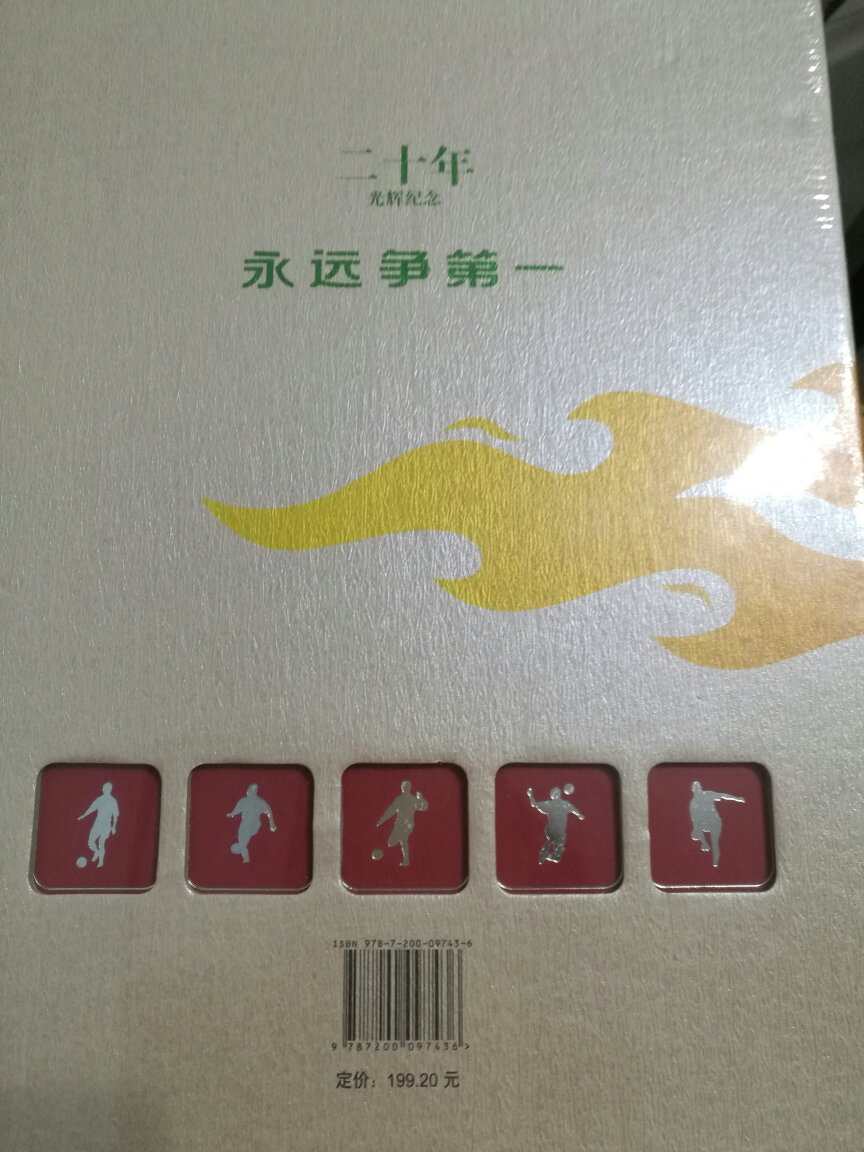 二十年
光辉纪念
永远争第一
ISBN 978-7-200-09743-6
9 787200 097436 >
定价：199.20 元